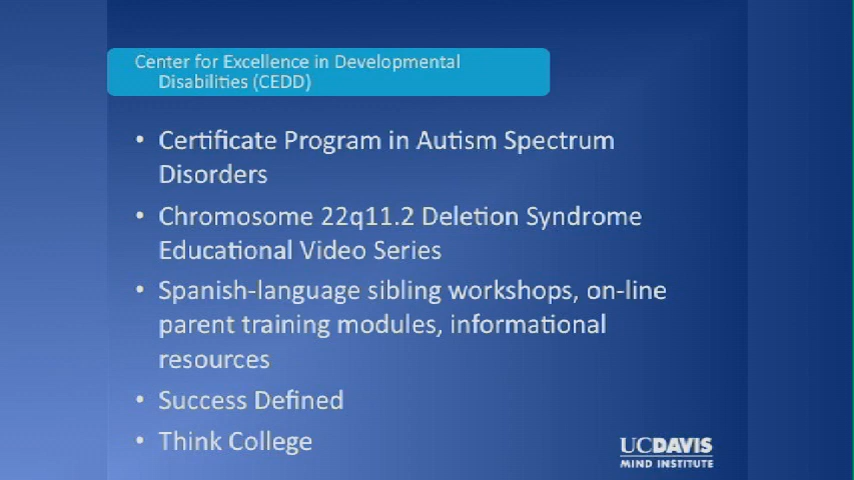 Center for Excellence in Developmental
Disabilities (CEDD)
• Certificate Program in Autism Spectrum
Disorders
• Chromosome 22q11.2 Deletion Syndrome
Educational Video Series
• Spanish-language sibling workshops, on-line
parent training modules, informational
resources
• Success Defined
• Think College
UCDAVIS
MIND INSTITUTE